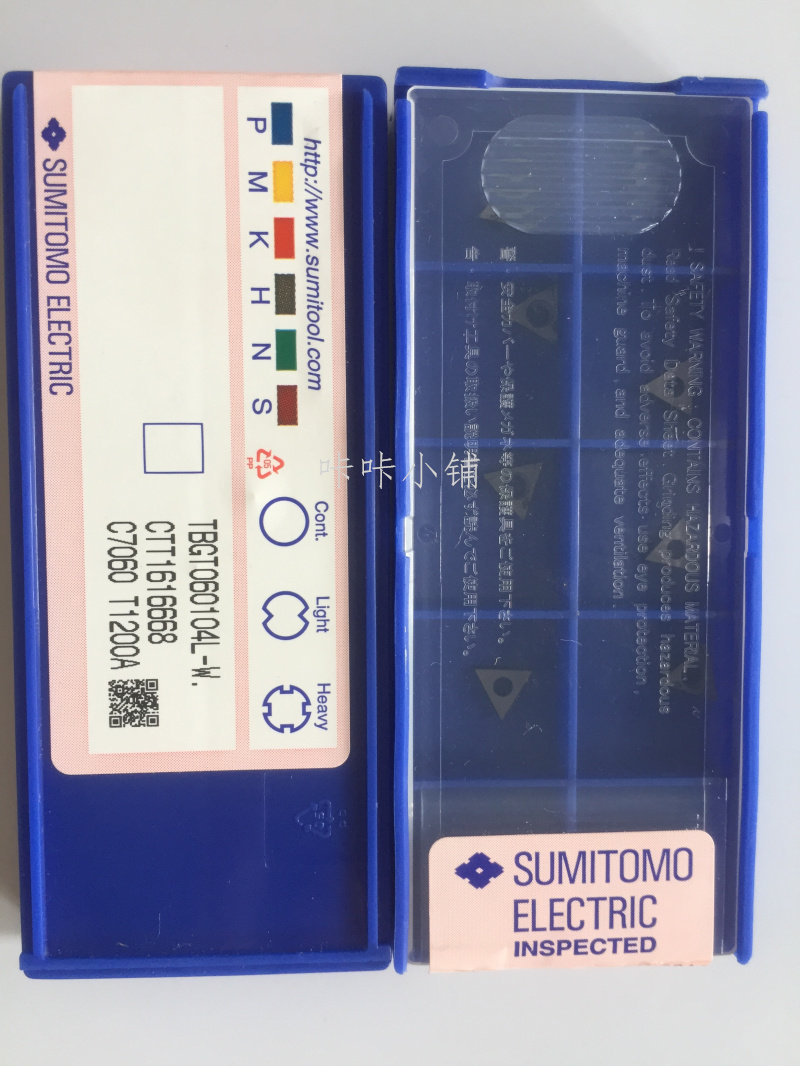 SUMITOMO ELECTRIC
http://www.sumitool.com
P
M
K
H
N
S
05
PP
Cont.
Light
Heavy
TBGT060104L-W.
CTT1616668
C7060 T1200A
咔咔小铺
! SAFETY WARNING : CONTAINS HAZARDOUS MATERIAL.
Read Safety Data Sheet. Grinding produces hazardous
dust. To avoid adverse effects use eye protection,
machine guard, and adequate ventilation.
SUMITOMO
ELECTRIC
INSPECTED